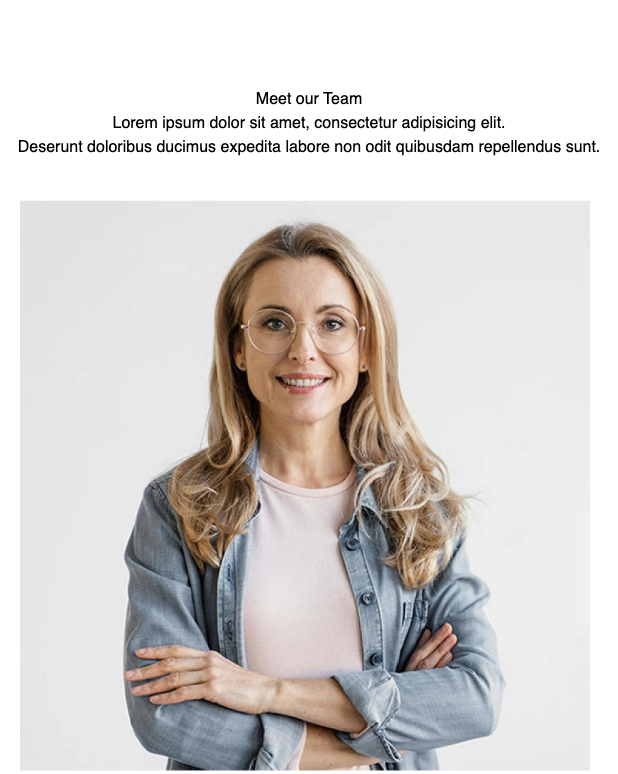 Meet our Team
Lorem ipsum dolor sit amet, consectetur adipisicing elit.
Deserunt doloribus ducimus expedita labore non odit quibusdam repellendus sunt.